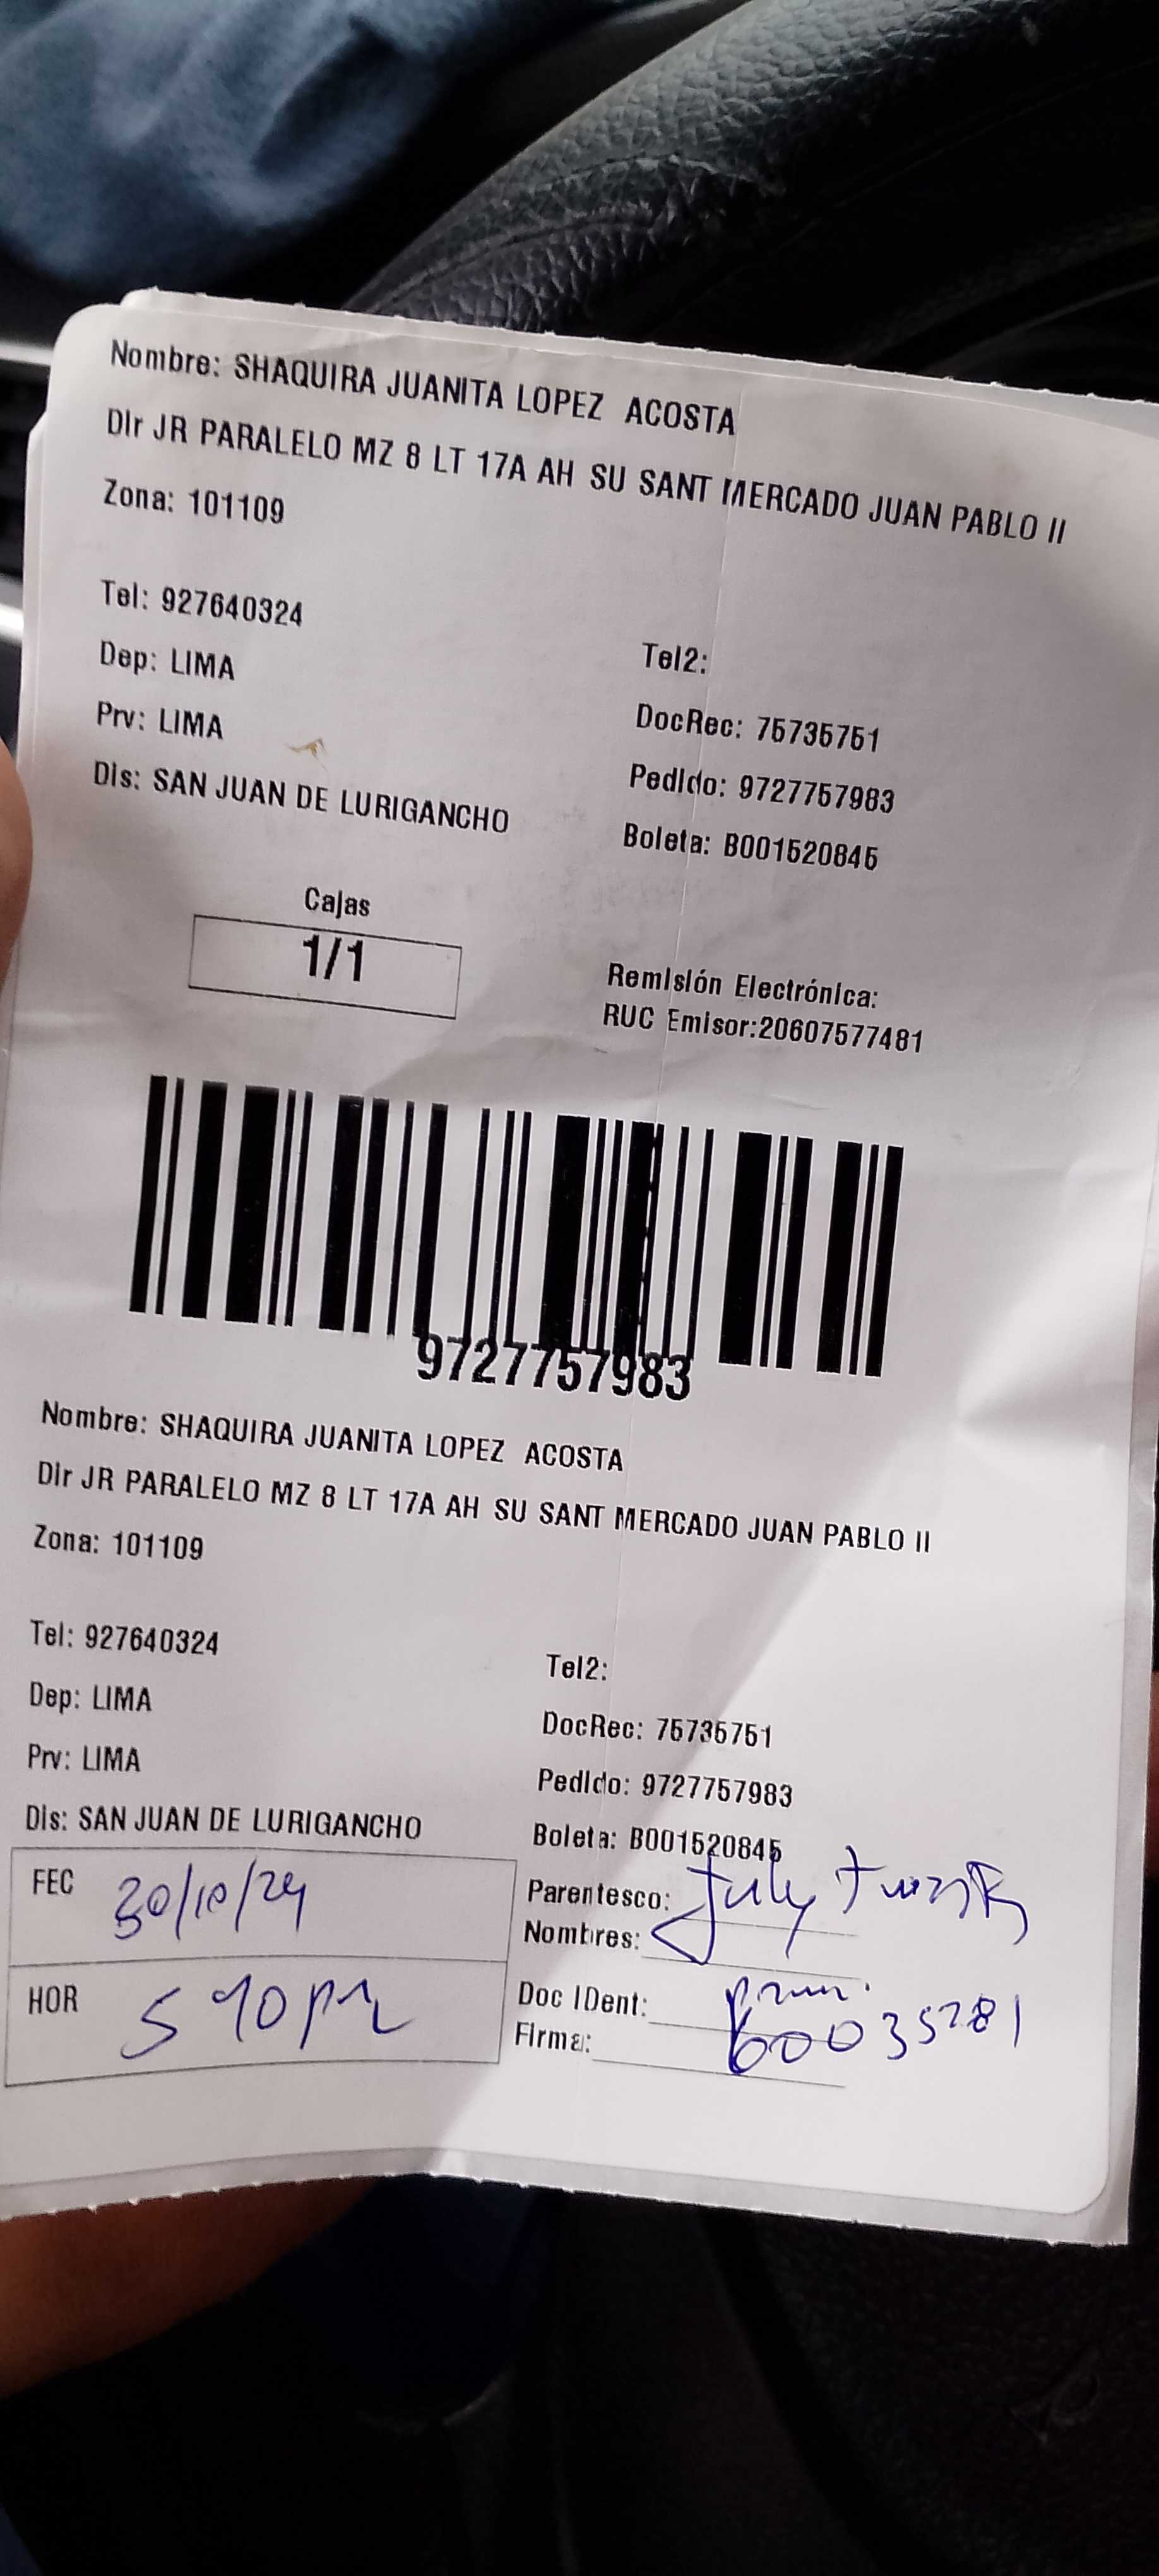 Nombre: SHAQUIRA JUANITA LOPEZ ACOSTA
Dir JR PARALELO MZ 8 LT 17A AH SU SANT MERCADO JUAN PABLO II
Zona: 101109
Tel: 927640324
Tel2:
Dep: LIMA
DocRec: 75735751
Prv: LIMA
Pedido: 9727757983
Dis: SAN JUAN DE LURIGANCHO
Boleta: B001520845
Cajas
1/1
Remisión Electrónica:
RUC Emisor:20607577481
9727757983
Nombre: SHAQUIRA JUANITA LOPEZ ACOSTA
Dir JR PARALELO MZ 8 LT 17A AH SU SANT MERCADO JUAN PABLO II
Zona: 101109
Tel: 927640324
Tel2:
Dep: LIMA
DocRec: 75735751
Prv: LIMA
Pedido: 9727757983
Dis: SAN JUAN DE LURIGANCHO
Boleta: B001520845
FEC 30/10/24
Parentesco: July
Nombres:
HOR 5 40 pm
Doc IDent:
Firma: 60035281